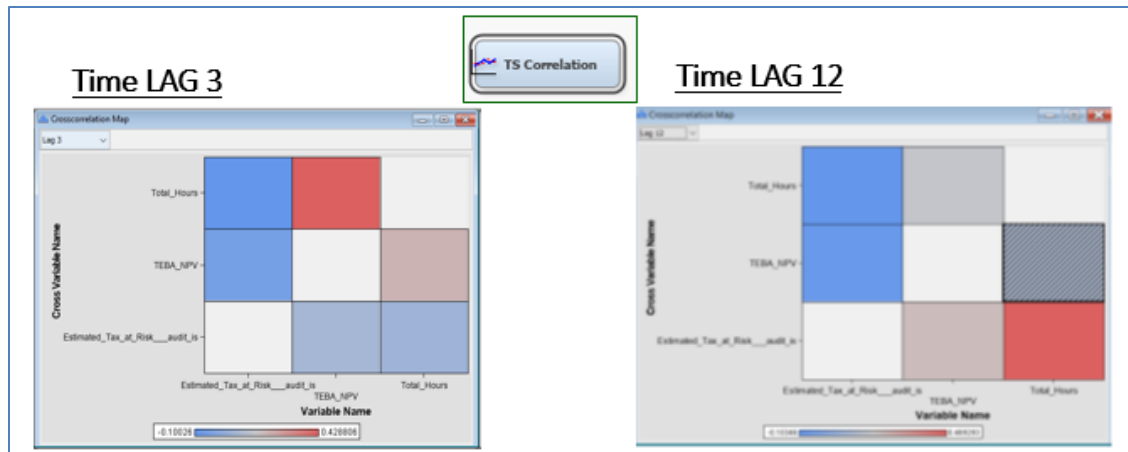 TS Correlation
Time LAG 3
Time LAG 12
Crosscorrelation Map
Lag 3
Total_Hours
TEBA_NPV
Estimated_Tax_at_Risk___audit_is
Cross Variable Name
Estimated_Tax_at_Risk___audit_is
TEBA_NPV
Total_Hours
Variable Name
-0.10026
0.428806
Crosscorrelation Map
Lag 12
Total_Hours
TEBA_NPV
Estimated_Tax_at_Risk___audit_is
Cross Variable Name
Estimated_Tax_at_Risk___audit_is
TEBA_NPV
Total_Hours
Variable Name